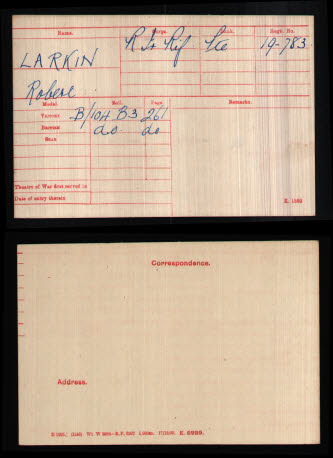 Name. Corps. Rank. Regtl. No.
LARKIN R Ir Rif Pte 19-783
Robert
Medal. Roll. Page. Remarks.
Victory B/104 B3 261
British do do
Star
Theatre of War first served in
Date of entry therein
K. 1380
Correspondence.
Address.
K 6999.